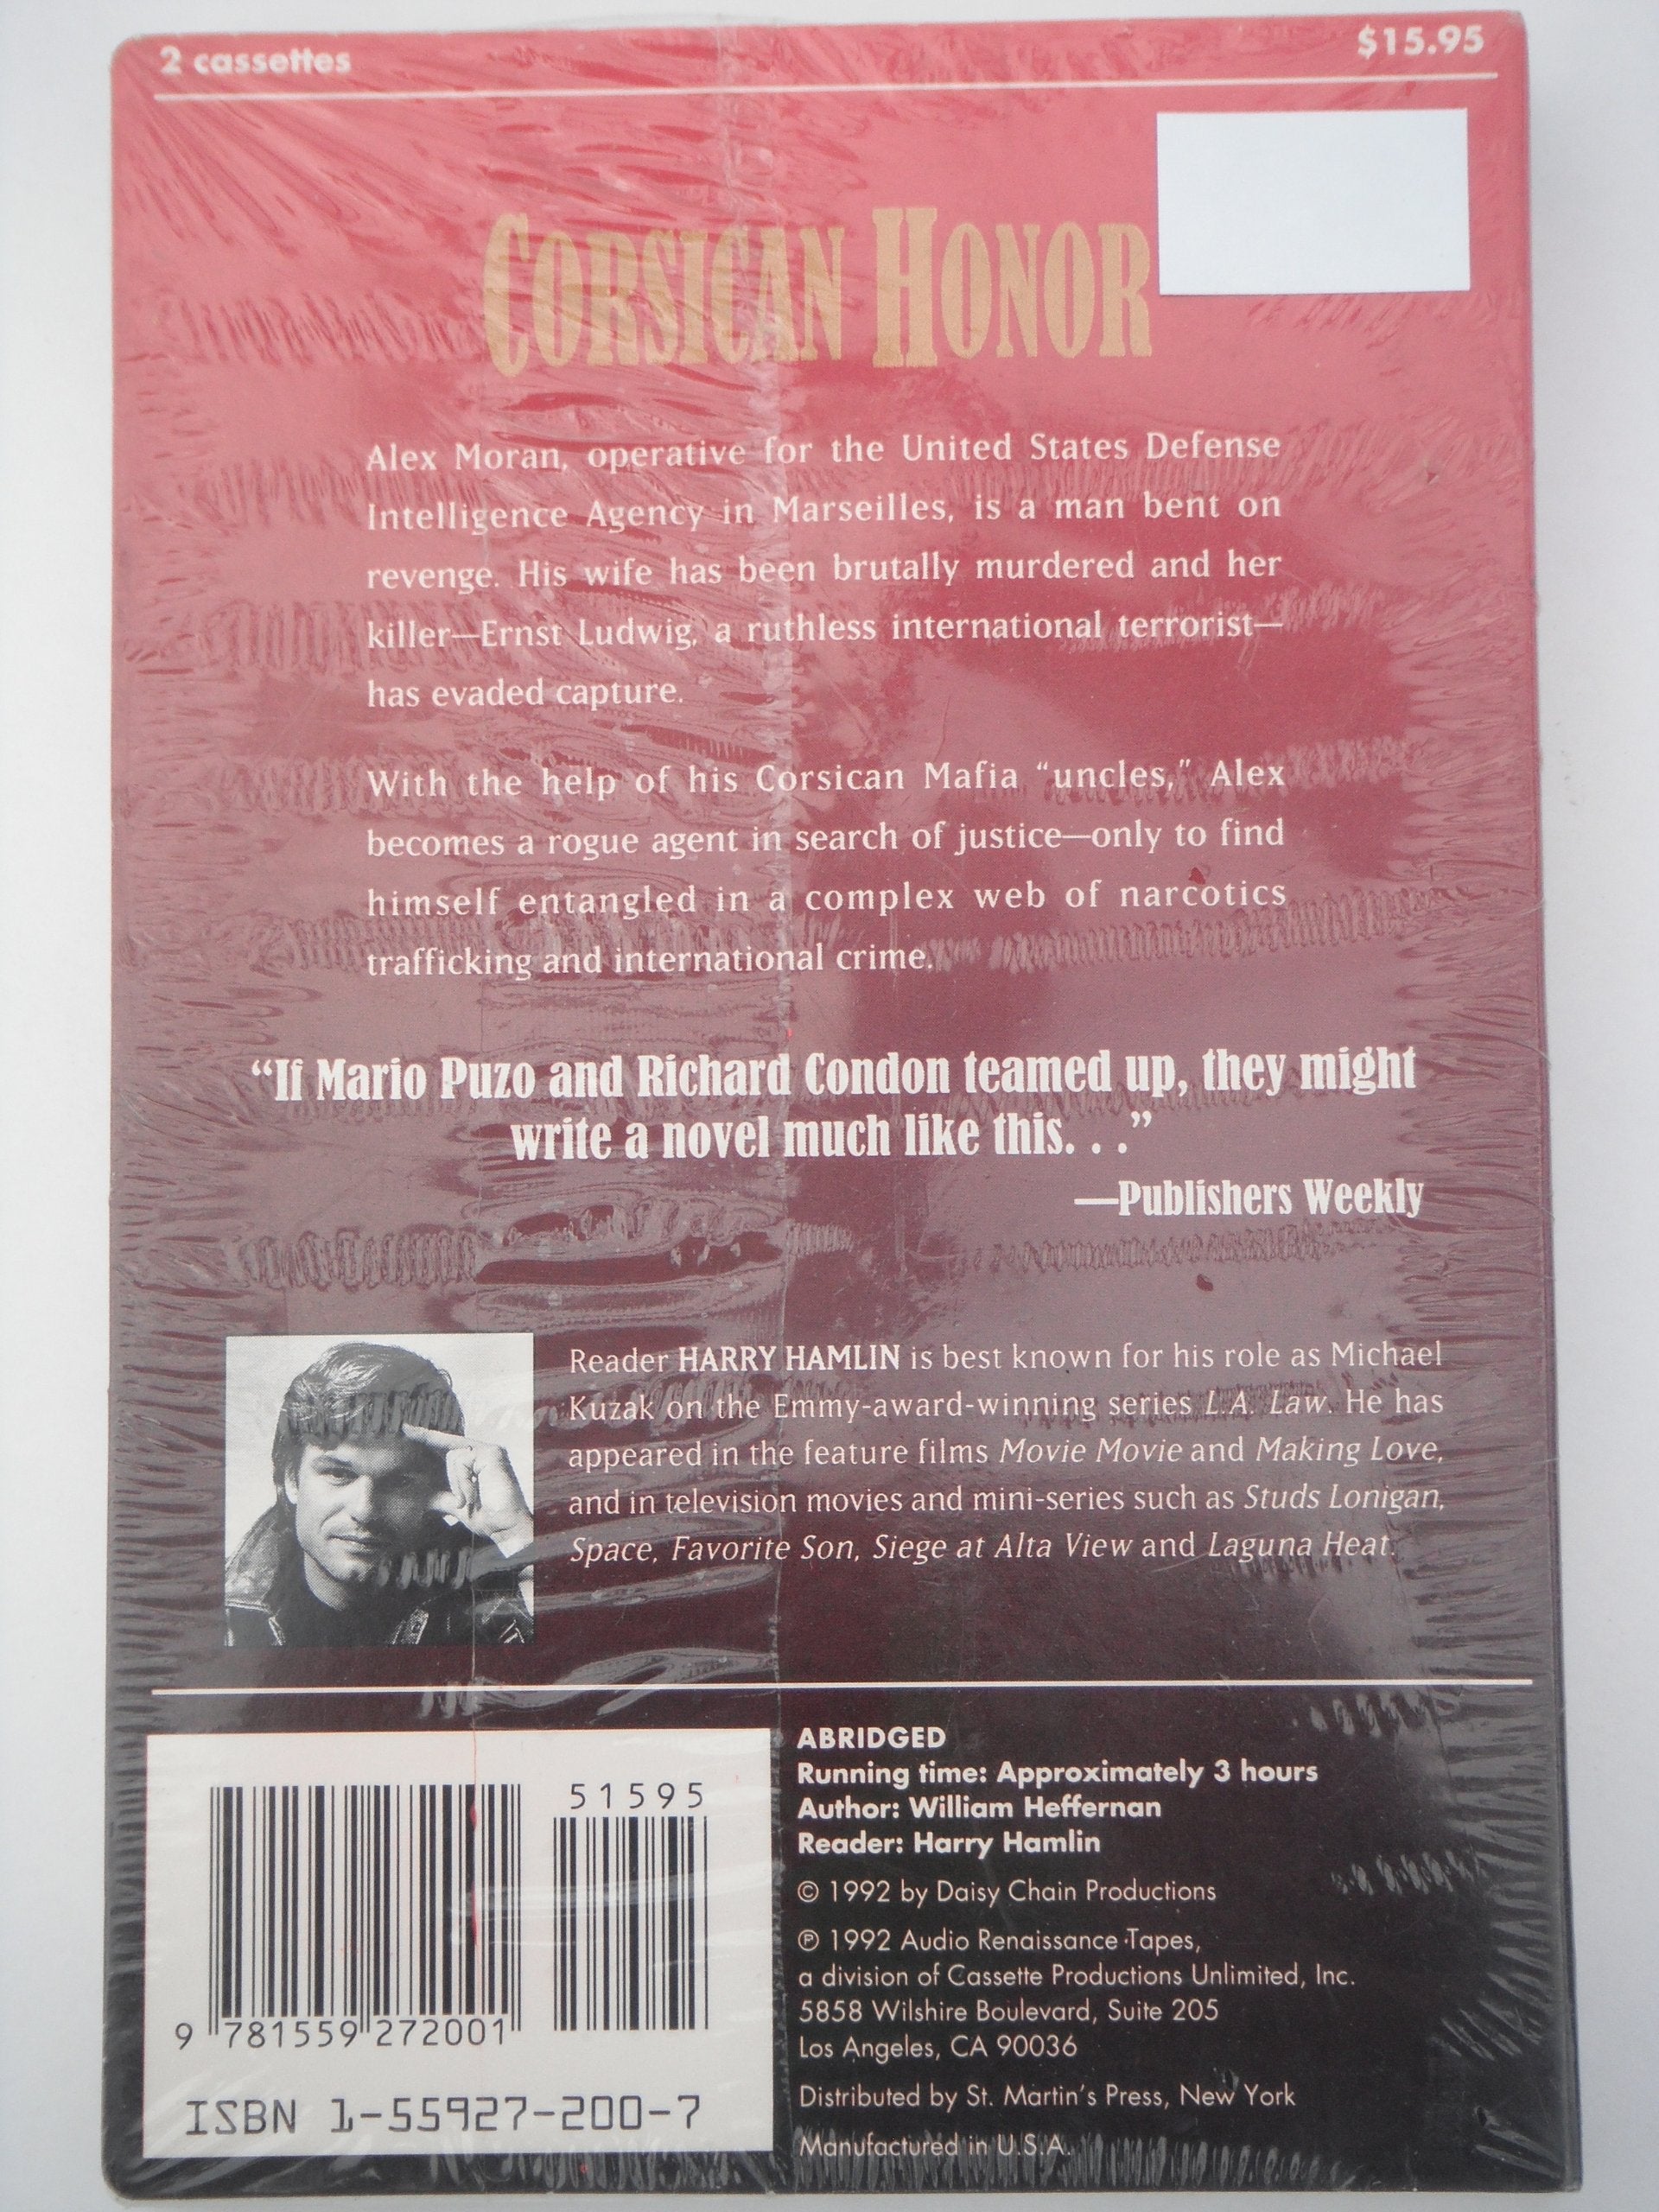 2 cassettes
$15.95
CORSICAN HONOR
Alex Moran, operative for the United States Defense
Intelligence Agency in Marseilles, is a man bent on
revenge. His wife has been brutally murdered and her
killer—Ernst Ludwig, a ruthless international terrorist—
has evaded capture.
With the help of his Corsican Mafia “uncles,” Alex
becomes a rogue agent in search of justice—only to find
himself entangled in a complex web of narcotics
trafficking and international crime.
“If Mario Puzo and Richard Condon teamed up, they might
write a novel much like this. . .”
—Publishers Weekly
Reader HARRY HAMLIN is best known for his role as Michael
Kuzak on the Emmy-award-winning series L.A. Law. He has
appeared in the feature films Movie Movie and Making Love,
and in television movies and mini-series such as Studs Lonigan,
Space, Favorite Son, Siege at Alta View and Laguna Heat.
51595
9 781559 272001
ISBN 1-55927-200-7
ABRIDGED
Running time: Approximately 3 hours
Author: William Heffernan
Reader: Harry Hamlin
© 1992 by Daisy Chain Productions
℗ 1992 Audio Renaissance Tapes,
a division of Cassette Productions Unlimited, Inc.
5858 Wilshire Boulevard, Suite 205
Los Angeles, CA 90036
Distributed by St. Martin’s Press, New York
Manufactured in U.S.A.